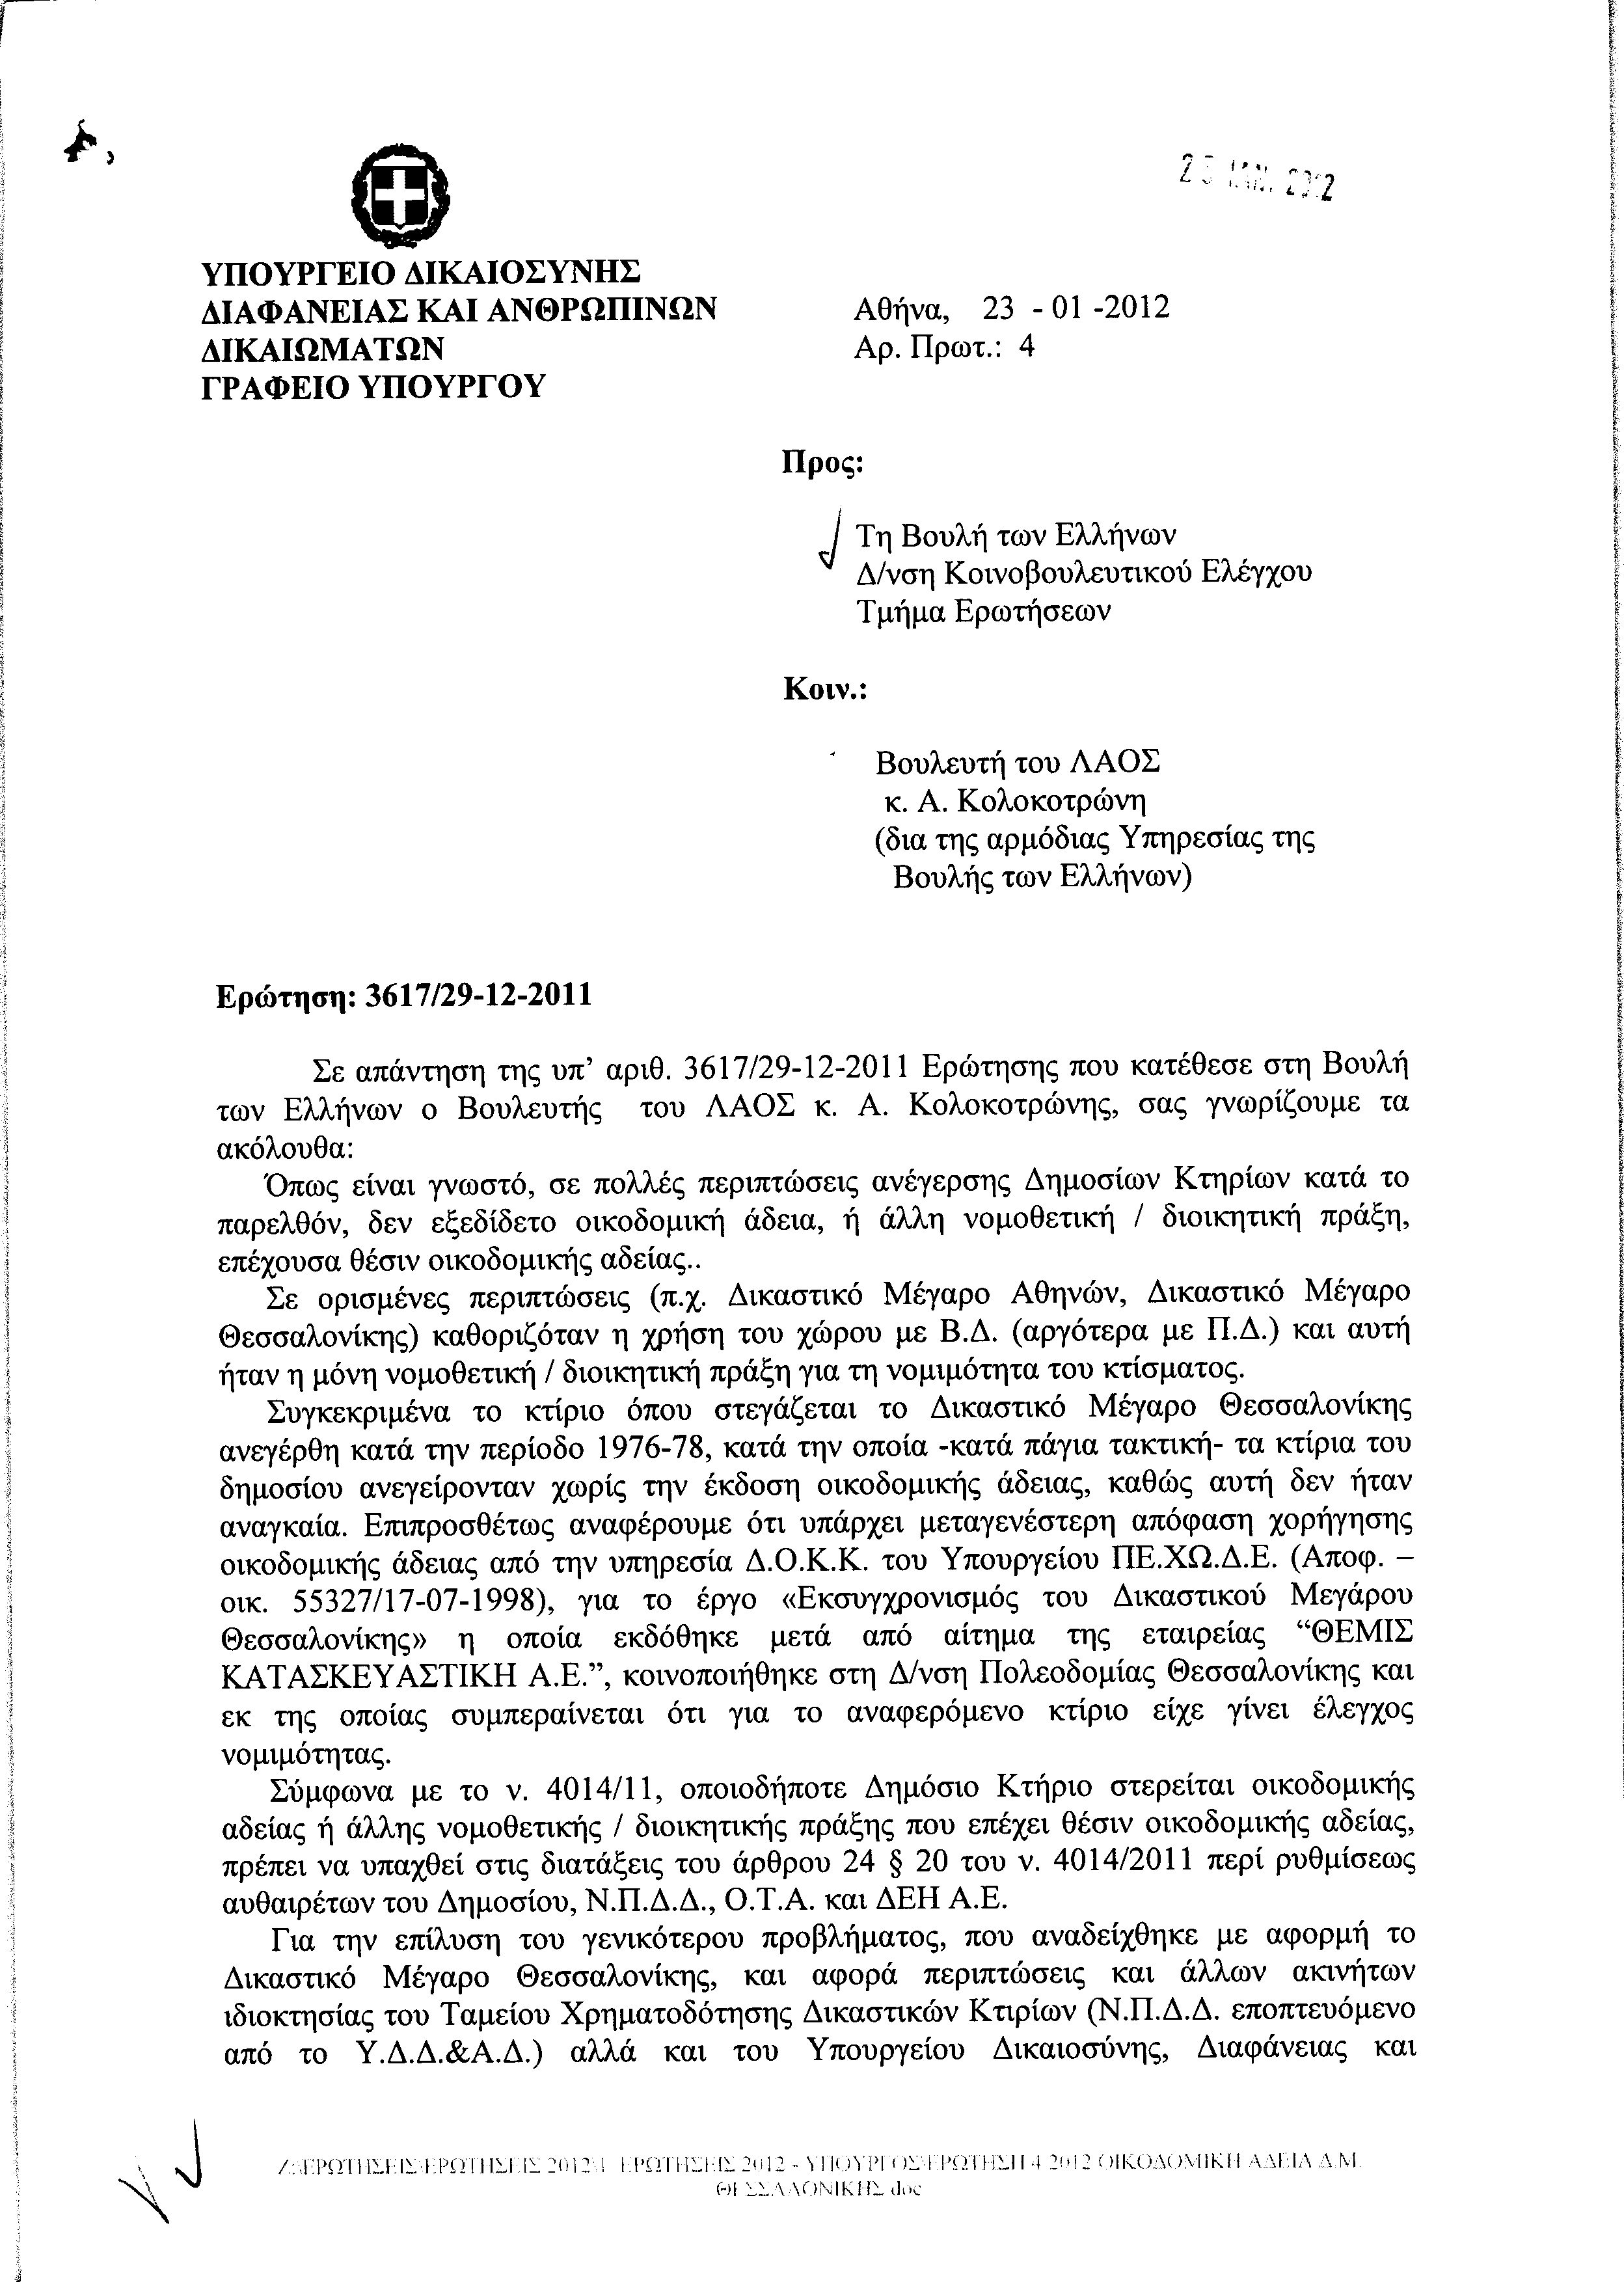 ΥΠΟΥΡΓΕΙΟ ΔΙΚΑΙΟΣΥΝΗΣ
ΔΙΑΦΑΝΕΙΑΣ ΚΑΙ ΑΝΘΡΩΠΙΝΩΝ
ΔΙΚΑΙΩΜΑΤΩΝ
ΓΡΑΦΕΙΟ ΥΠΟΥΡΓΟΥ
Αθήνα, 23 - 01 -2012
Αρ. Πρωτ.: 4
Προς:
Τη Βουλή των Ελλήνων
Δ/νση Κοινοβουλευτικού Ελέγχου
Τμήμα Ερωτήσεων
Κοιν.:
Βουλευτή του ΛΑΟΣ
κ. Α. Κολοκοτρώνη
(δια της αρμόδιας Υπηρεσίας της
Βουλής των Ελλήνων)
Ερώτηση: 3617/29-12-2011
Σε απάντηση της υπ’ αριθ. 3617/29-12-2011 Ερώτησης που κατέθεσε στη Βουλή
των Ελλήνων ο Βουλευτής του ΛΑΟΣ κ. Α. Κολοκοτρώνης, σας γνωρίζουμε τα
ακόλουθα:
Όπως είναι γνωστό, σε πολλές περιπτώσεις ανέγερσης Δημοσίων Κτηρίων κατά το
παρελθόν, δεν εξεδίδετο οικοδομική άδεια, ή άλλη νομοθετική / διοικητική πράξη,
επέχουσα θέσιν οικοδομικής αδείας..
Σε ορισμένες περιπτώσεις (π.χ. Δικαστικό Μέγαρο Αθηνών, Δικαστικό Μέγαρο
Θεσσαλονίκης) καθοριζόταν η χρήση του χώρου με Β.Δ. (αργότερα με Π.Δ.) και αυτή
ήταν η μόνη νομοθετική / διοικητική πράξη για τη νομιμότητα του κτίσματος.
Συγκεκριμένα το κτίριο όπου στεγάζεται το Δικαστικό Μέγαρο Θεσσαλονίκης
ανεγέρθη κατά την περίοδο 1976-78, κατά την οποία -κατά πάγια τακτική- τα κτίρια του
δημοσίου ανεγείρονταν χωρίς την έκδοση οικοδομικής άδειας, καθώς αυτή δεν ήταν
αναγκαία. Επιπροσθέτως αναφέρουμε ότι υπάρχει μεταγενέστερη απόφαση χορήγησης
οικοδομικής άδειας από την υπηρεσία Δ.Ο.Κ.Κ. του Υπουργείου ΠΕ.ΧΩ.Δ.Ε. (Αποφ. –
οικ. 55327/17-07-1998), για το έργο «Εκσυγχρονισμός του Δικαστικού Μεγάρου
Θεσσαλονίκης» η οποία εκδόθηκε μετά από αίτημα της εταιρείας “ΘΕΜΙΣ
ΚΑΤΑΣΚΕΥΑΣΤΙΚΗ Α.Ε.”, κοινοποιήθηκε στη Δ/νση Πολεοδομίας Θεσσαλονίκης και
εκ της οποίας συμπεραίνεται ότι για το αναφερόμενο κτίριο είχε γίνει έλεγχος
νομιμότητας.
Σύμφωνα με το ν. 4014/11, οποιοδήποτε Δημόσιο Κτήριο στερείται οικοδομικής
αδείας ή άλλης νομοθετικής / διοικητικής πράξης που επέχει θέσιν οικοδομικής αδείας,
πρέπει να υπαχθεί στις διατάξεις του άρθρου 24 § 20 του ν. 4014/2011 περί ρυθμίσεως
αυθαιρέτων του Δημοσίου, Ν.Π.Δ.Δ., Ο.Τ.Α. και ΔΕΗ Α.Ε.
Για την επίλυση του γενικότερου προβλήματος, που αναδείχθηκε με αφορμή το
Δικαστικό Μέγαρο Θεσσαλονίκης, και αφορά περιπτώσεις και άλλων ακινήτων
ιδιοκτησίας του Ταμείου Χρηματοδότησης Δικαστικών Κτιρίων (Ν.Π.Δ.Δ. εποπτευόμενο
από το Υ.Δ.Δ.&Α.Δ.) αλλά και του Υπουργείου Δικαιοσύνης, Διαφάνειας και
ΕΡΩΤΗΣΕΙΣ 2012 - ΥΠΟΥΡΓΟΣ\ΕΡΩΤΗΣΗ 4 2012 ΟΙΚΟΔΟΜΙΚΗ ΑΔΕΙΑ Δ.Μ.
ΘΕΣΣΑΛΟΝΙΚΗΣ.doc